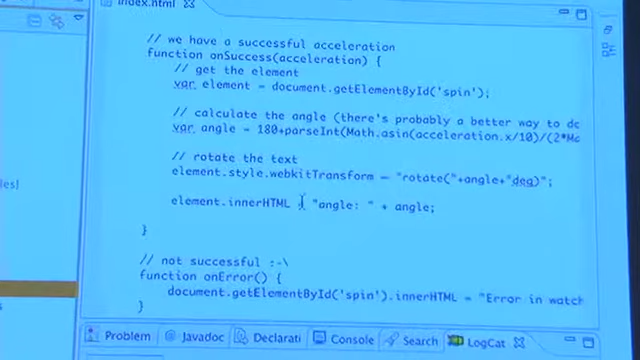 index.html
// we have a successful acceleration
function onSuccess(acceleration) {
// get the element
var element = document.getElementById('spin');
// calculate the angle (there's probably a better way to do
var angle = 180+parseInt(Math.asin(acceleration.x/10)/(2*Ma
// rotate the text
element.style.webkitTransform = "rotate("+angle+"deg)";
element.innerHTML "angle: " + angle;
}
// not successful :-\
function onError() {
document.getElementById('spin').innerHTML = "Error in watch
}
les)
Problem @ Javadoc Declarati Console Search LogCat